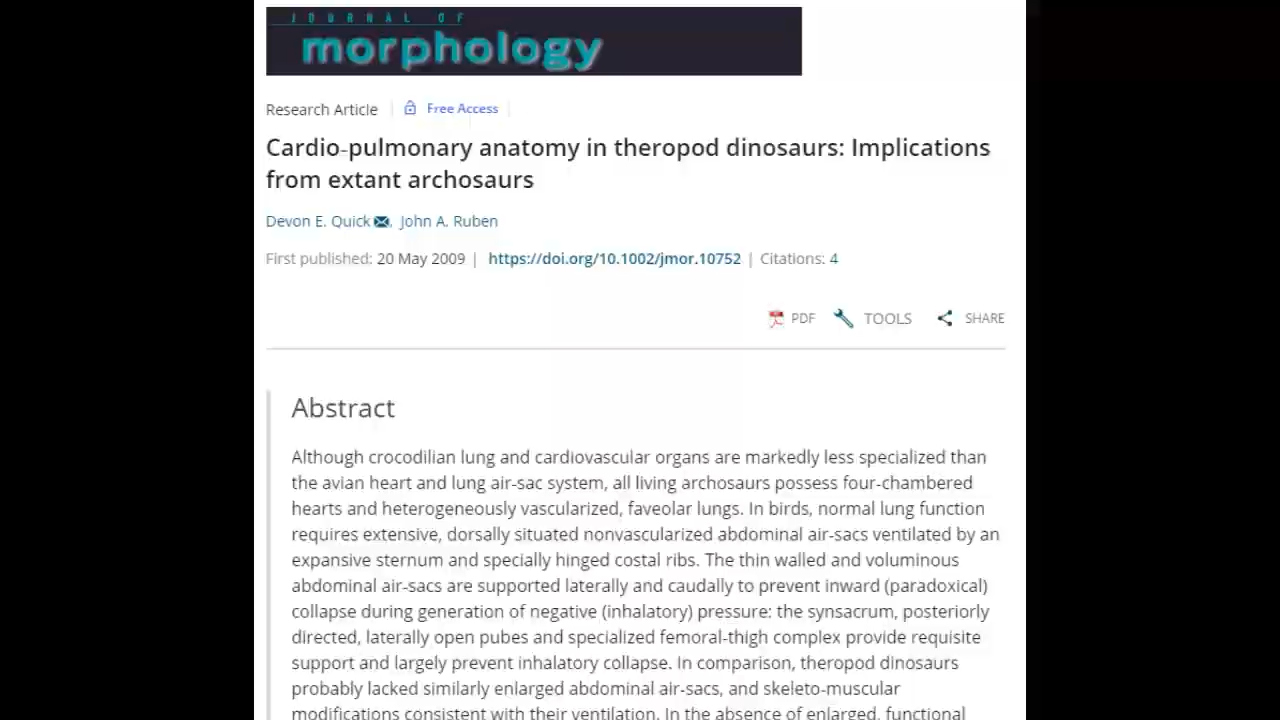 JOURNAL OF
morphology
Research Article
Free Access
Cardio-pulmonary anatomy in theropod dinosaurs: Implications
from extant archosaurs
Devon E. Quick, John A. Ruben
First published: 20 May 2009 | https://doi.org/10.1002/jmor.10752 | Citations: 4
PDF TOOLS SHARE
Abstract
Although crocodilian lung and cardiovascular organs are markedly less specialized than
the avian heart and lung air-sac system, all living archosaurs possess four-chambered
hearts and heterogeneously vascularized, faveolar lungs. In birds, normal lung function
requires extensive, dorsally situated nonvascularized abdominal air-sacs ventilated by an
expansive sternum and specially hinged costal ribs. The thin walled and voluminous
abdominal air-sacs are supported laterally and caudally to prevent inward (paradoxical)
collapse during generation of negative (inhalatory) pressure: the synsacrum, posteriorly
directed, laterally open pubes and specialized femoral-thigh complex provide requisite
support and largely prevent inhalatory collapse. In comparison, theropod dinosaurs
probably lacked similarly enlarged abdominal air-sacs, and skeleto-muscular
modifications consistent with their ventilation. In the absence of enlarged, functional